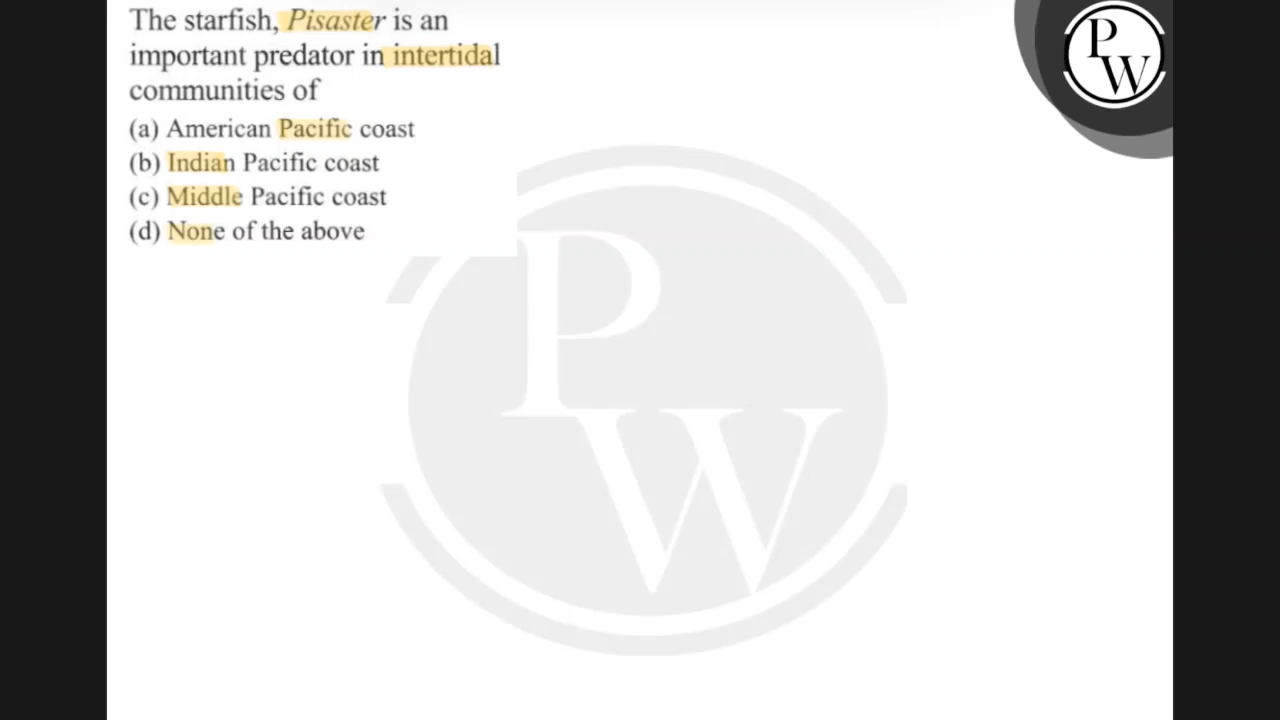 The starfish, Pisaster is an
important predator in intertidal
communities of
(a) American Pacific coast
(b) Indian Pacific coast
(c) Middle Pacific coast
(d) None of the above
P
W
P
W